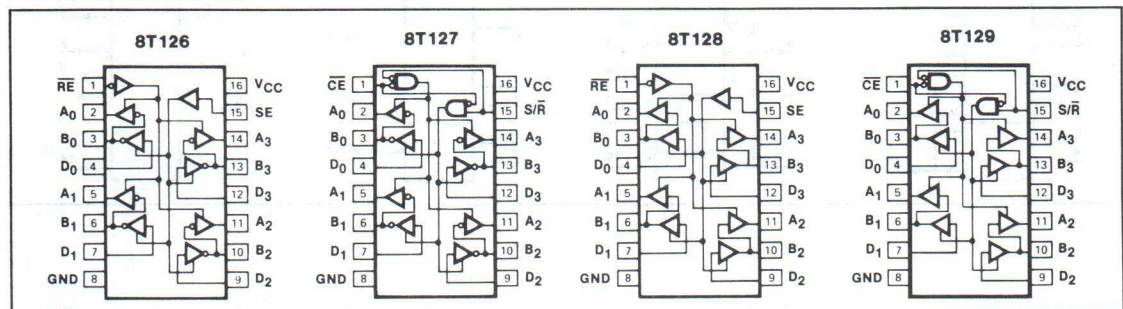 8T126 8T127 8T128 8T129
R̅E̅ 1 16 VCC C̅E̅ 1 16 VCC R̅E̅ 1 16 VCC C̅E̅ 1 16 VCC
A0 2 15 SE A0 2 15 S/R̅ A0 2 15 SE A0 2 15 S/R̅
B0 3 14 A3 B0 3 14 A3 B0 3 14 A3 B0 3 14 A3
D0 4 13 B3 D0 4 13 B3 D0 4 13 B3 D0 4 13 B3
A1 5 12 D3 A1 5 12 D3 A1 5 12 D3 A1 5 12 D3
B1 6 11 A2 B1 6 11 A2 B1 6 11 A2 B1 6 11 A2
D1 7 10 B2 D1 7 10 B2 D1 7 10 B2 D1 7 10 B2
GND 8 9 D2 GND 8 9 D2 GND 8 9 D2 GND 8 9 D2